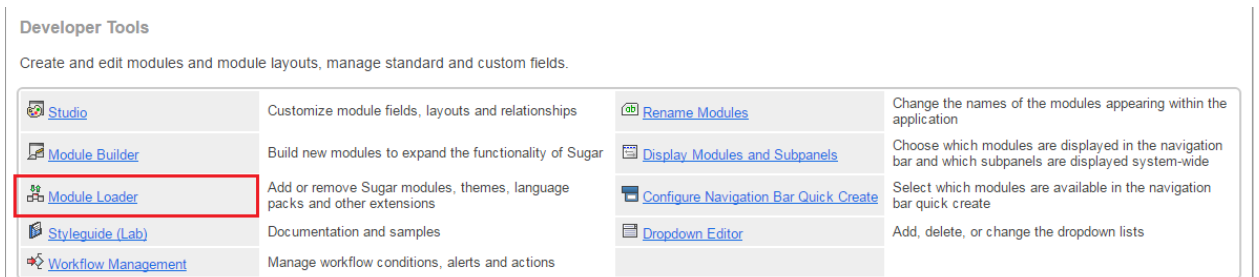 Developer Tools
Create and edit modules and module layouts, manage standard and custom fields.
Studio
Customize module fields, layouts and relationships
Rename Modules
Change the names of the modules appearing within the
application
Module Builder
Build new modules to expand the functionality of Sugar
Display Modules and Subpanels
Choose which modules are displayed in the navigation
bar and which subpanels are displayed system-wide
Module Loader
Add or remove Sugar modules, themes, language
packs and other extensions
Configure Navigation Bar Quick Create
Select which modules are available in the navigation
bar quick create
Styleguide (Lab)
Documentation and samples
Dropdown Editor
Add, delete, or change the dropdown lists
Workflow Management
Manage workflow conditions, alerts and actions